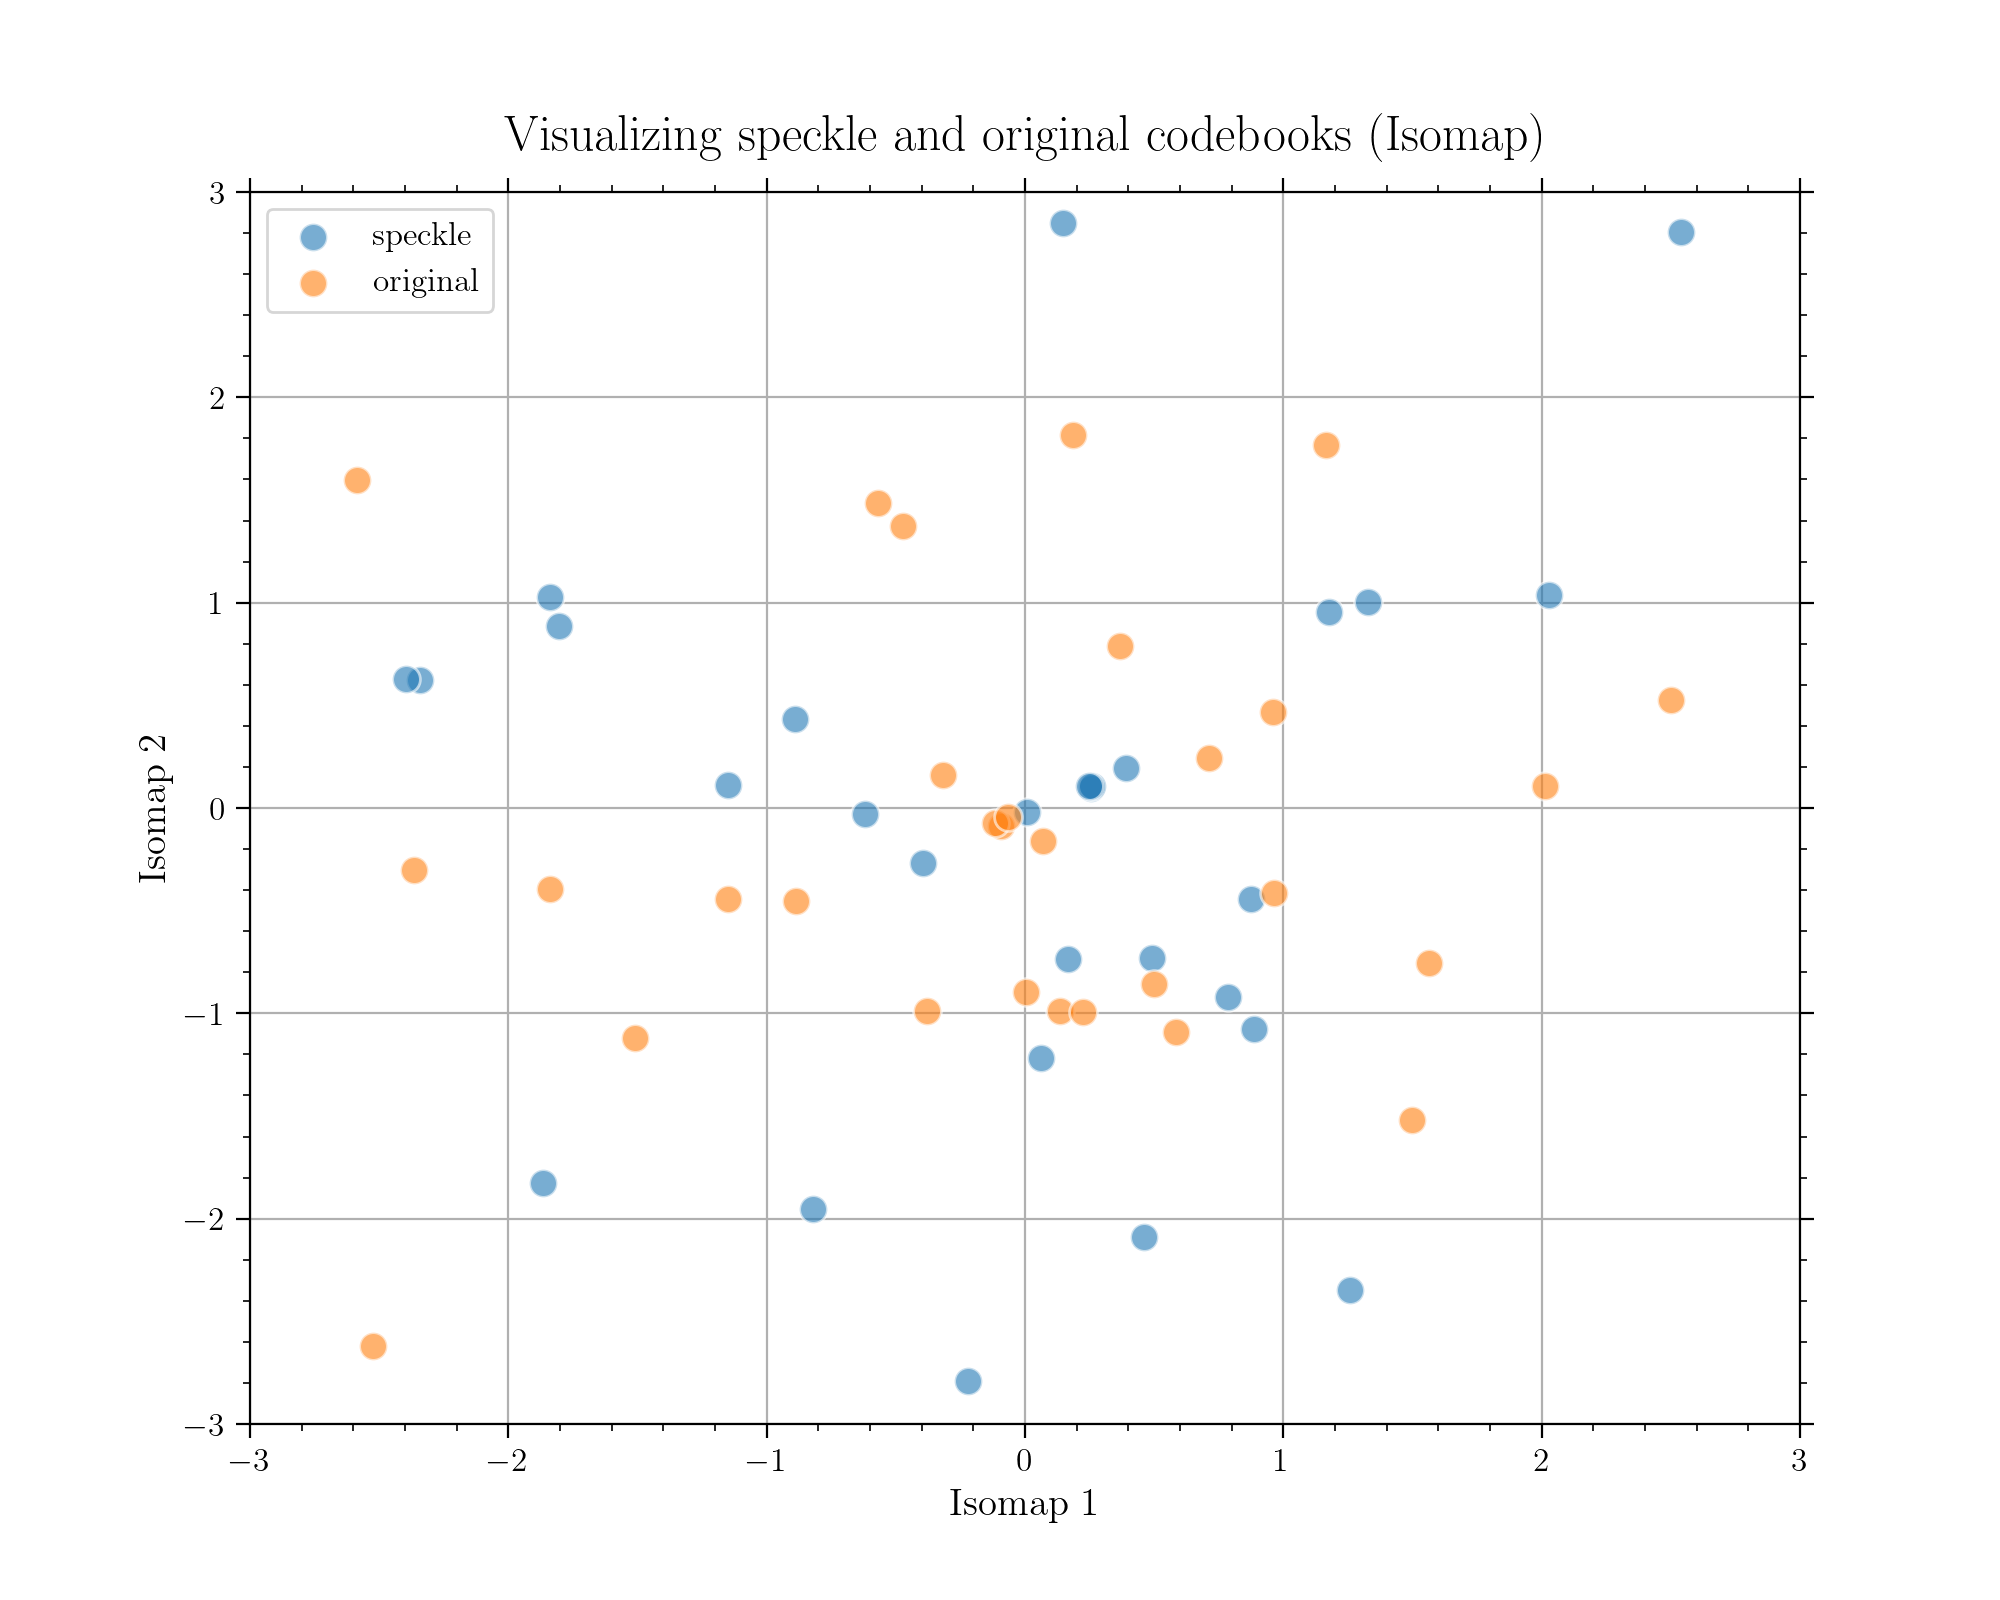 Visualizing speckle and original codebooks (Isomap)
speckle
original
3
2
1
0
−1
−2
−3
Isomap 2
−3
−2
−1
0
1
2
3
Isomap 1